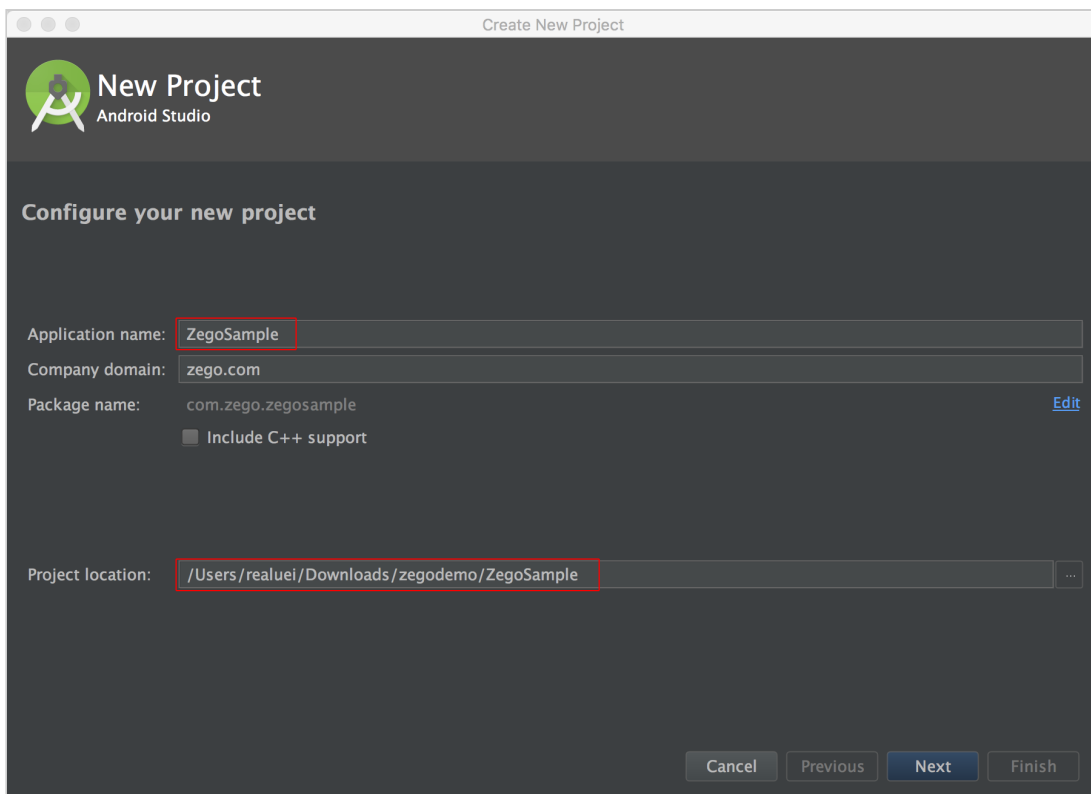 Create New Project
New Project
Android Studio
Configure your new project
Application name: ZegoSample
Company domain: zego.com
Package name: com.zego.zegosample Edit
Include C++ support
Project location: /Users/realuei/Downloads/zegodemo/ZegoSample ...
Cancel Previous Next Finish